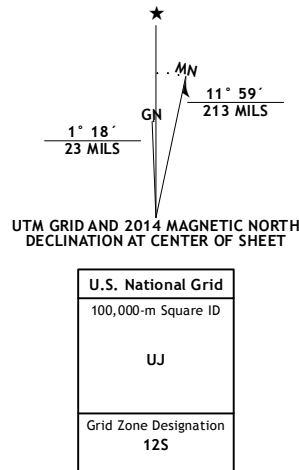 ★
MN
GN
11° 59´
213 MILS
1° 18´
23 MILS
UTM GRID AND 2014 MAGNETIC NORTH
DECLINATION AT CENTER OF SHEET
U.S. National Grid
100,000-m Square ID
UJ
Grid Zone Designation
12S